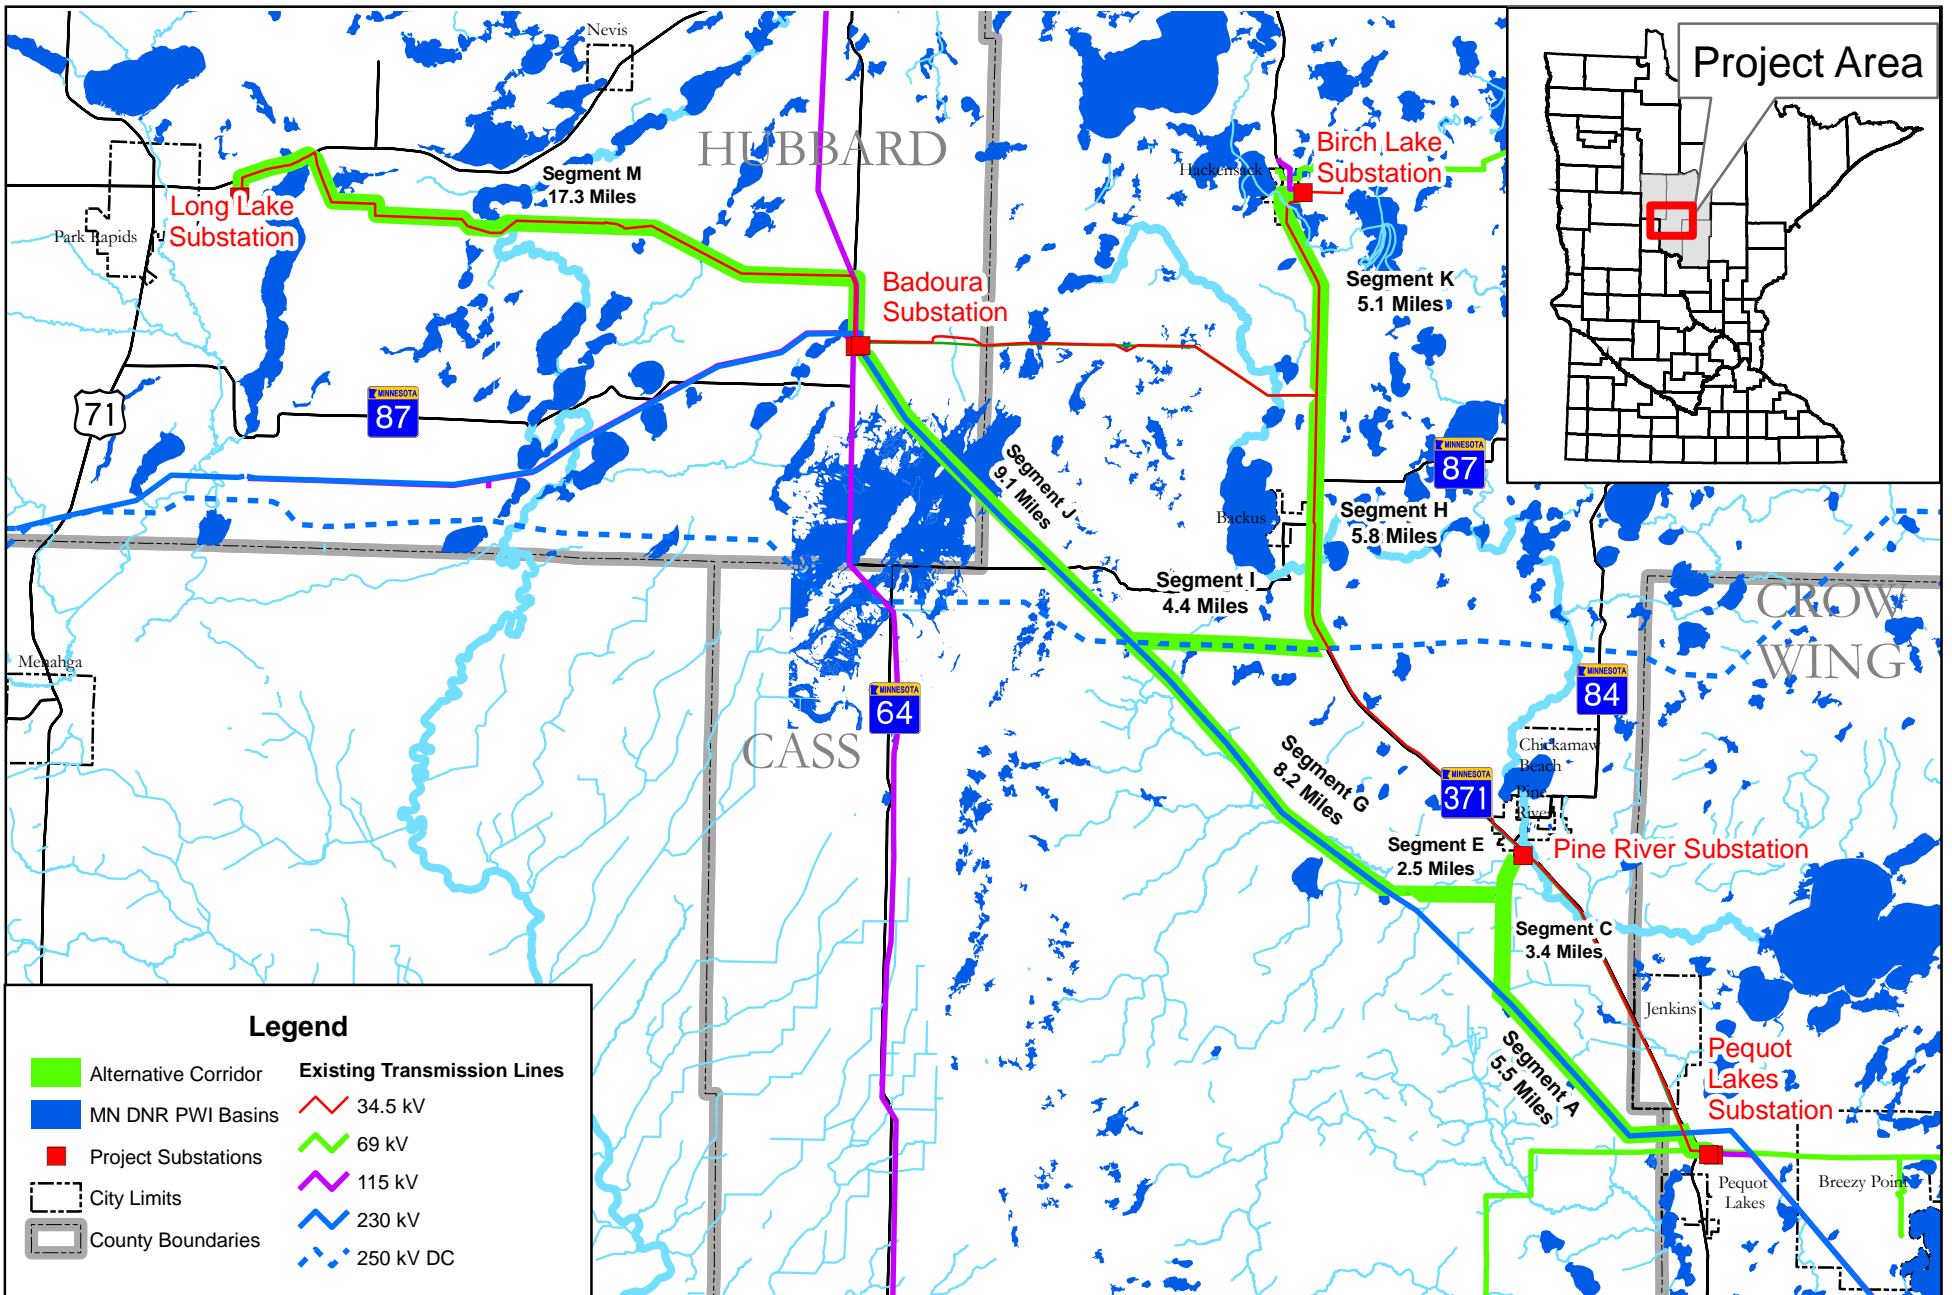 Nevis
HUBBARD
Project Area
Birch Lake
Substation
Hackensack
Segment M
17.3 Miles
Long Lake
Substation
Park Rapids
Badoura
Substation
Segment K
5.1 Miles
71
MINNESOTA
87
MINNESOTA
87
Segment J
9.1 Miles
Backus
Segment H
5.8 Miles
Segment I
4.4 Miles
CROW
WING
Menahga
MINNESOTA
64
MINNESOTA
84
CASS
Segment G
8.2 Miles
Chickamaw
Beach
MINNESOTA
371
Pine
River
Segment E
2.5 Miles
Pine River Substation
Segment C
3.4 Miles
Jenkins
Segment A
5.5 Miles
Pequot
Lakes
Substation
Pequot
Lakes
Breezy Point
Legend
Alternative Corridor
MN DNR PWI Basins
Project Substations
City Limits
County Boundaries
Existing Transmission Lines
34.5 kV
69 kV
115 kV
230 kV
250 kV DC